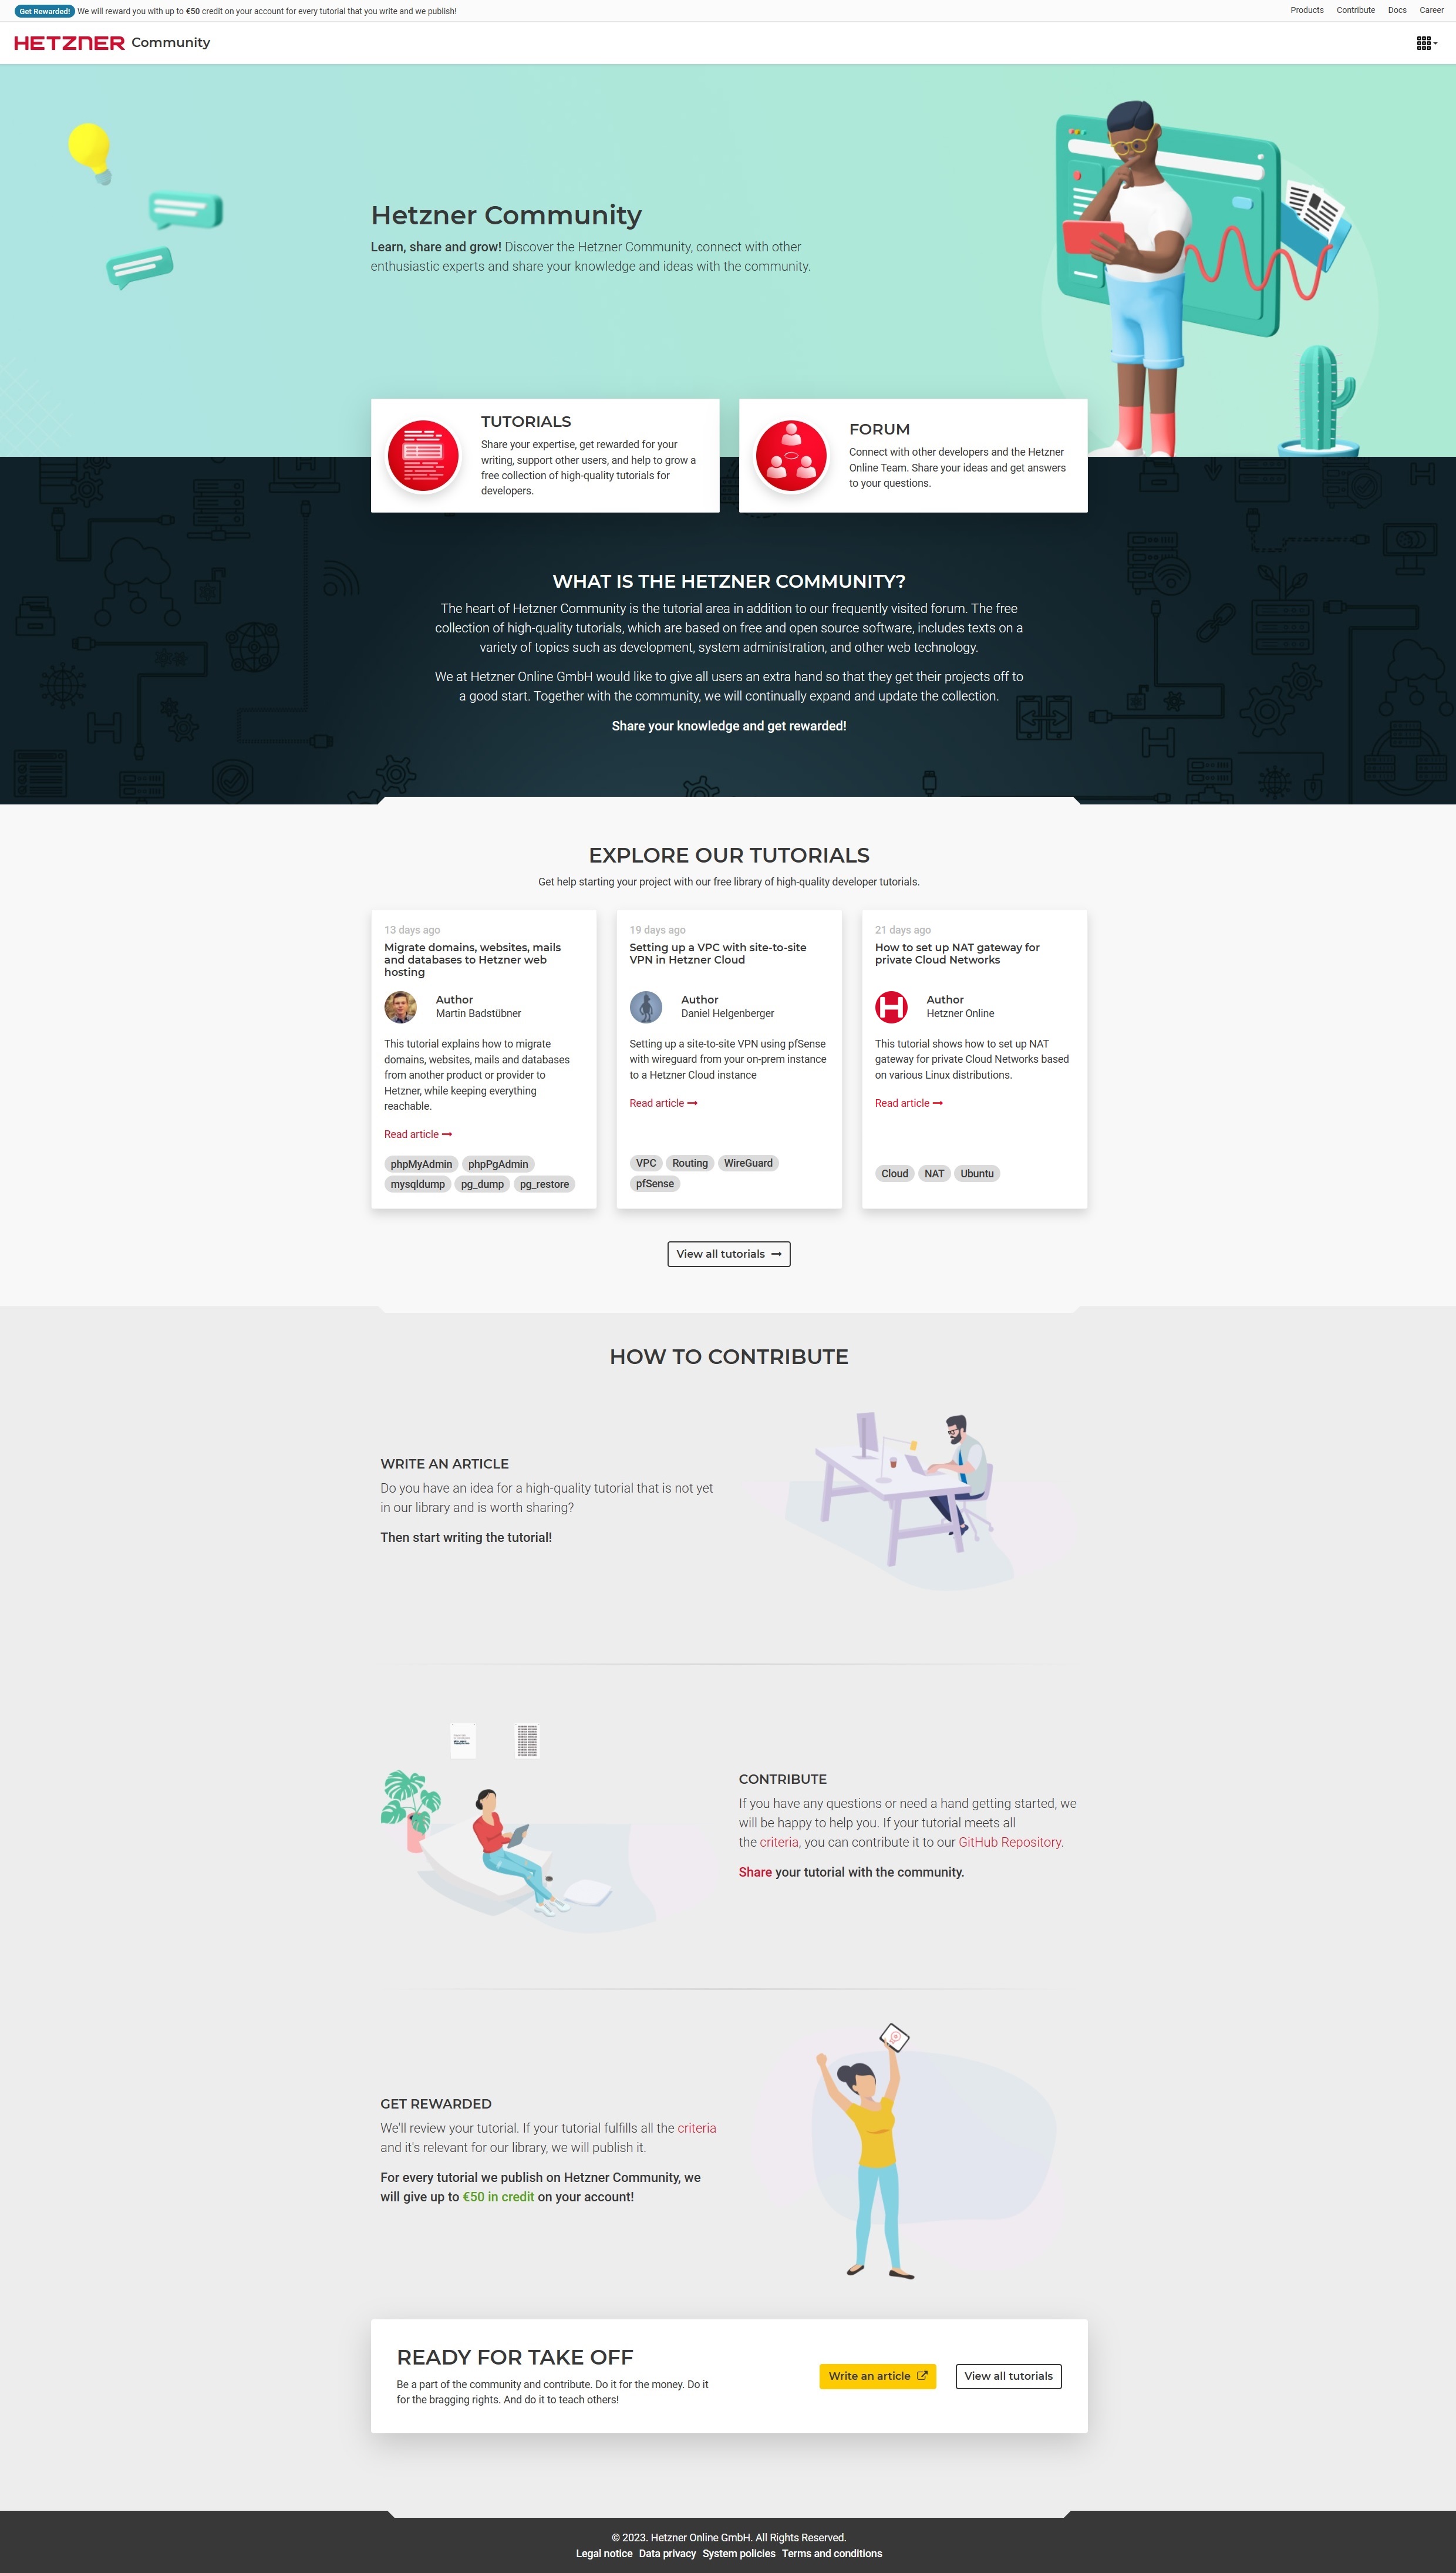 Get Rewarded! We will reward you with up to €50 credit on your account for every tutorial that you write and we publish!
Products Contribute Docs Career
HETZNER Community
Hetzner Community
Learn, share and grow! Discover the Hetzner Community, connect with other
enthusiastic experts and share your knowledge and ideas with the community.
TUTORIALS
Share your expertise, get rewarded for your
writing, support other users, and help to grow a
free collection of high-quality tutorials for
developers.
FORUM
Connect with other developers and the Hetzner
Online Team. Share your ideas and get answers
to your questions.
WHAT IS THE HETZNER COMMUNITY?
The heart of Hetzner Community is the tutorial area in addition to our frequently visited forum. The free
collection of high-quality tutorials, which are based on free and open source software, includes texts on a
variety of topics such as development, system administration, and other web technology.
We at Hetzner Online GmbH would like to give all users an extra hand so that they get their projects off to
a good start. Together with the community, we will continually expand and update the collection.
Share your knowledge and get rewarded!
EXPLORE OUR TUTORIALS
Get help starting your project with our free library of high-quality developer tutorials.
13 days ago
Migrate domains, websites, mails
and databases to Hetzner web
hosting
Author
Martin Badstübner
This tutorial explains how to migrate
domains, websites, mails and databases
from another product or provider to
Hetzner, while keeping everything
reachable.
Read article
phpMyAdmin phpPgAdmin
mysqldump pg_dump pg_restore
19 days ago
Setting up a VPC with site-to-site
VPN in Hetzner Cloud
Author
Daniel Helgenberger
Setting up a site-to-site VPN using pfSense
with wireguard from your on-prem instance
to a Hetzner Cloud instance
Read article
VPC Routing WireGuard
pfSense
21 days ago
How to set up NAT gateway for
private Cloud Networks
Author
Hetzner Online
This tutorial shows how to set up NAT
gateway for private Cloud Networks based
on various Linux distributions.
Read article
Cloud NAT Ubuntu
View all tutorials
HOW TO CONTRIBUTE
WRITE AN ARTICLE
Do you have an idea for a high-quality tutorial that is not yet
in our library and is worth sharing?
Then start writing the tutorial!
CONTRIBUTE
If you have any questions or need a hand getting started, we
will be happy to help you. If your tutorial meets all
the criteria, you can contribute it to our GitHub Repository.
Share your tutorial with the community.
GET REWARDED
We'll review your tutorial. If your tutorial fulfills all the criteria
and it's relevant for our library, we will publish it.
For every tutorial we publish on Hetzner Community, we
will give up to €50 in credit on your account!
READY FOR TAKE OFF
Be a part of the community and contribute. Do it for the money. Do it
for the bragging rights. And do it to teach others!
Write an article
View all tutorials
© 2023. Hetzner Online GmbH. All Rights Reserved.
Legal notice Data privacy System policies Terms and conditions